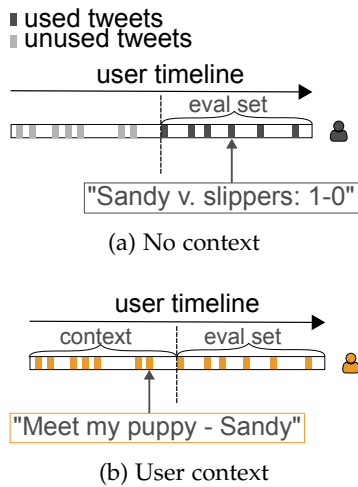 used tweets
unused tweets
user timeline
eval set
"Sandy v. slippers: 1-0"
(a) No context
user timeline
context eval set
"Meet my puppy - Sandy"
(b) User context